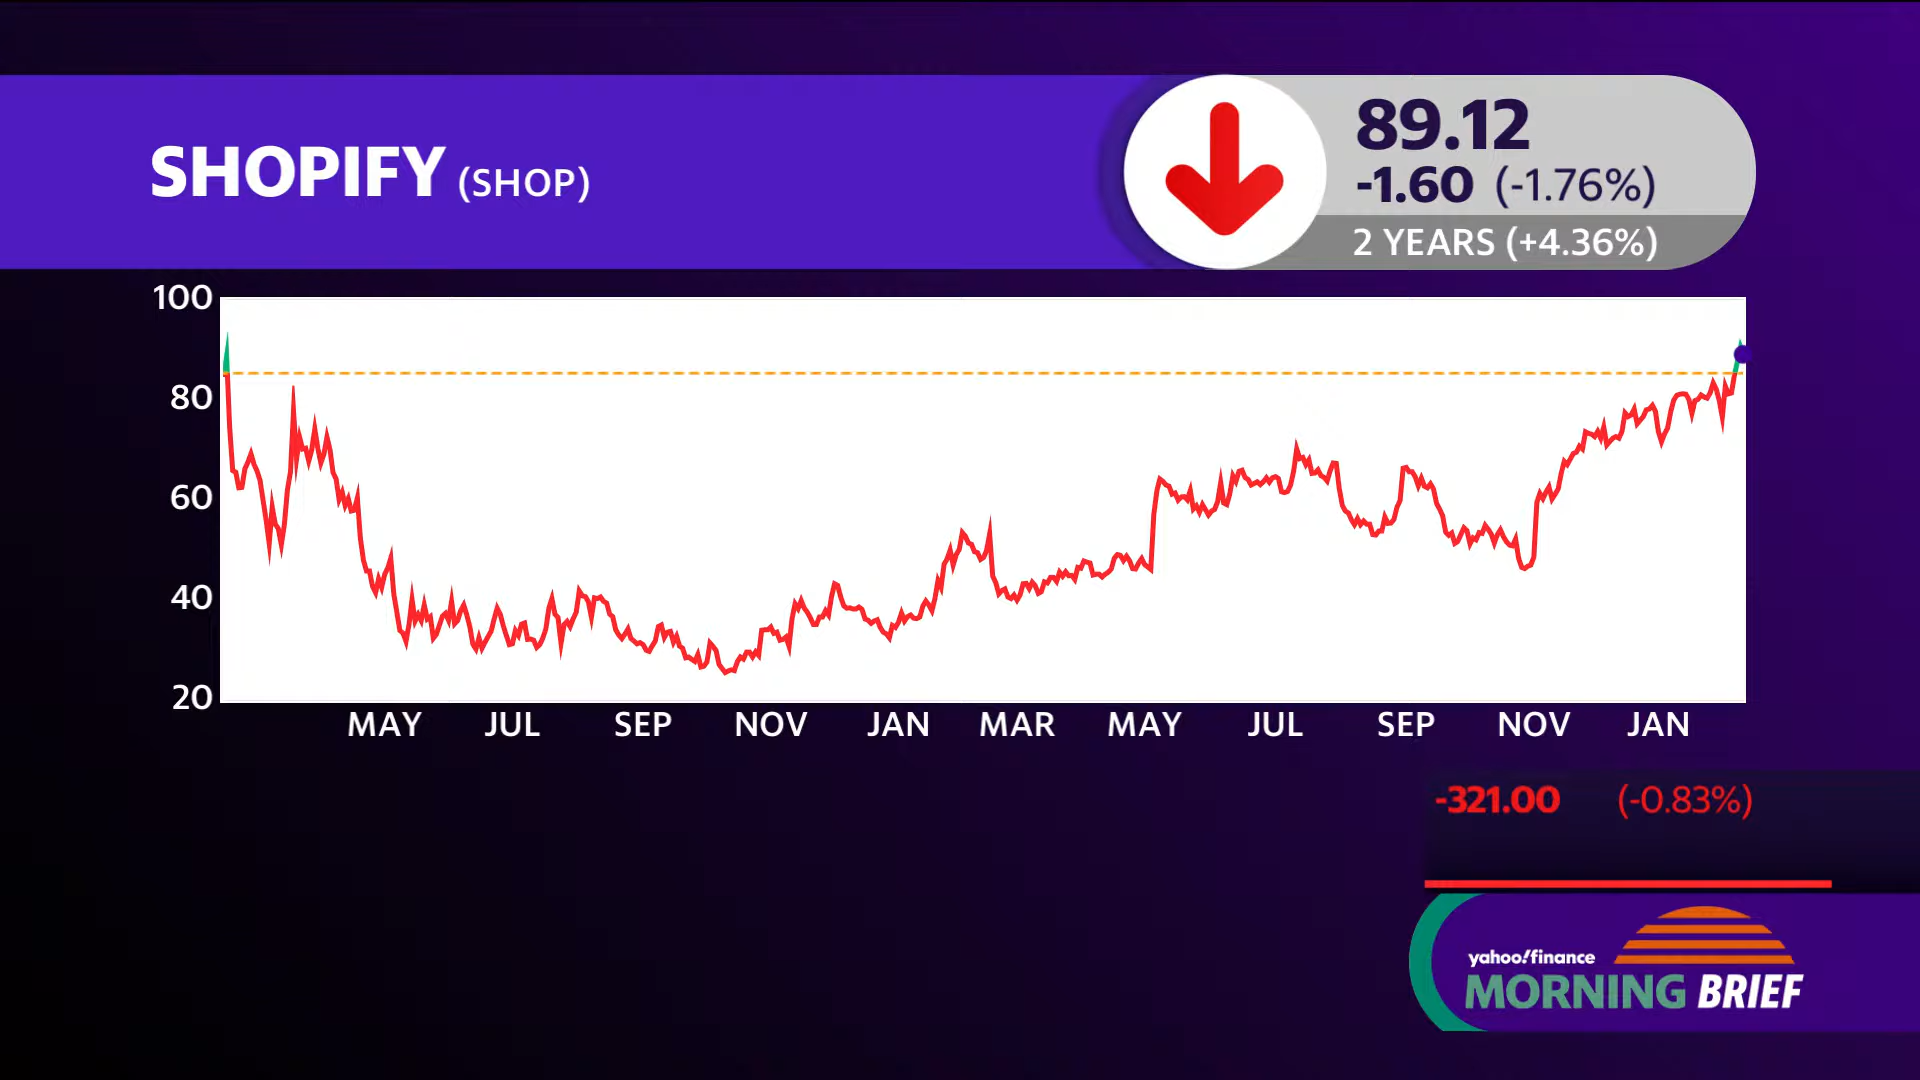 SHOPIFY (SHOP)
89.12
-1.60 (-1.76%)
2 YEARS (+4.36%)
100
80
60
40
20
MAY JUL SEP NOV JAN MAR MAY JUL SEP NOV JAN
-321.00 (-0.83%)
yahoo!finance
MORNING BRIEF